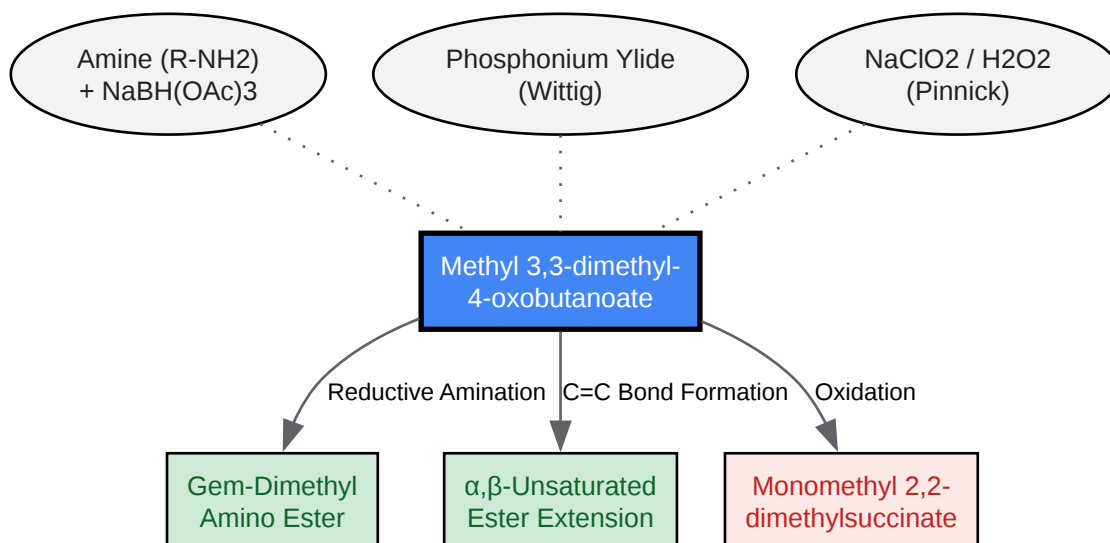 Amine (R-NH2)
+ NaBH(OAc)3
Phosphonium Ylide
(Wittig)
NaClO2 / H2O2
(Pinnick)
Methyl 3,3-dimethyl-
4-oxobutanoate
Reductive Amination
C=C Bond Formation
Oxidation
Gem-Dimethyl
Amino Ester
α,β-Unsaturated
Ester Extension
Monomethyl 2,2-
dimethylsuccinate